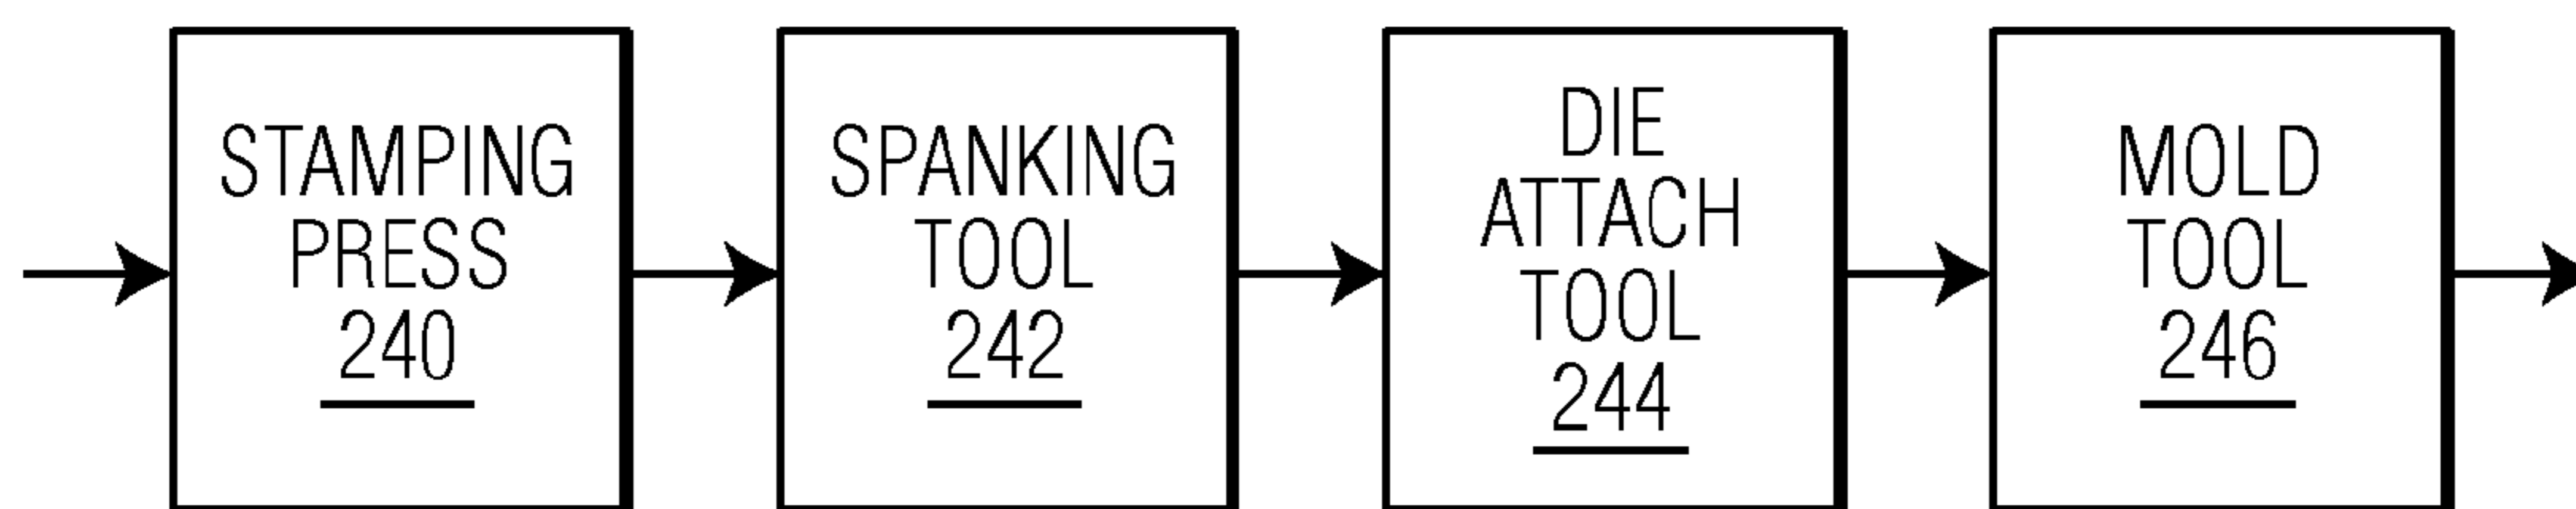 STAMPING
PRESS
240
SPANKING
TOOL
242
DIE
ATTACH
TOOL
244
MOLD
TOOL
246